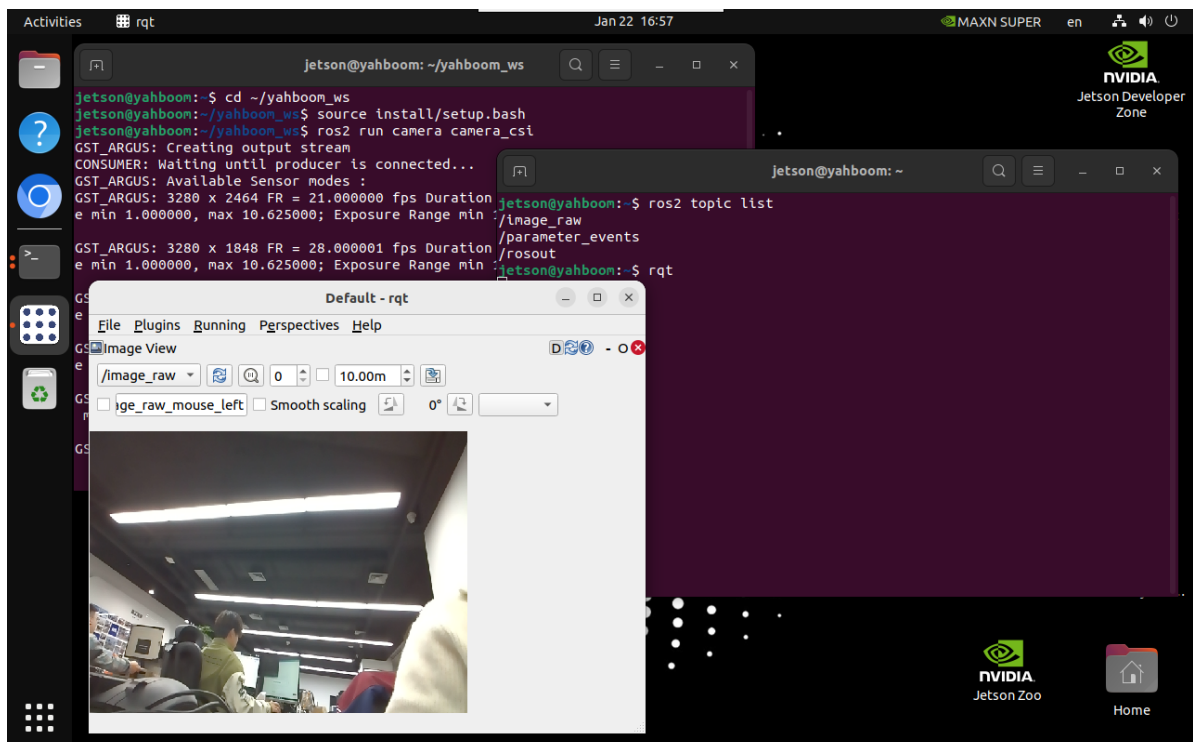 Activities
rqt
Jan 22 16:57
MAXN SUPER
en
NVIDIA.
Jetson Developer
Zone
jetson@yahboom: ~/yahboom_ws
jetson@yahboom:~$ cd ~/yahboom_ws
jetson@yahboom:~/yahboom_ws$ source install/setup.bash
jetson@yahboom:~/yahboom_ws$ ros2 run camera camera_csi
GST_ARGUS: Creating output stream
CONSUMER: Waiting until producer is connected...
GST_ARGUS: Available Sensor modes :
GST_ARGUS: 3280 x 2464 FR = 21.000000 fps Duration
e min 1.000000, max 10.625000; Exposure Range min
GST_ARGUS: 3280 x 1848 FR = 28.000001 fps Duration
e min 1.000000, max 10.625000; Exposure Range min
GS
e
GS
e
GS
GS
jetson@yahboom: ~
jetson@yahboom:~$ ros2 topic list
/image_raw
/parameter_events
/rosout
jetson@yahboom:~$ rqt
Default - rqt
File Plugins Running Perspectives Help
Image View
D
- O
/image_raw
0
10.00m
age_raw_mouse_left
Smooth scaling
0°
NVIDIA.
Jetson Zoo
Home